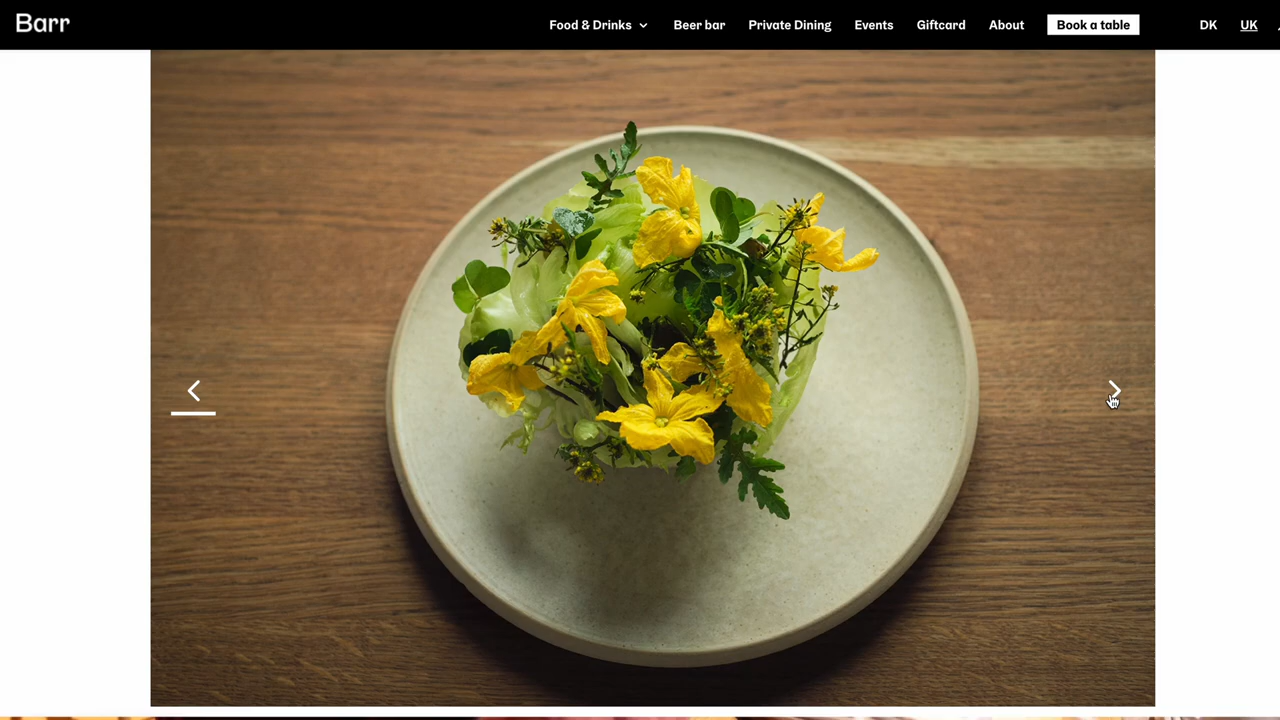 Barr
Food & Drinks
Beer bar
Private Dining
Events
Giftcard
About
Book a table
DK
UK